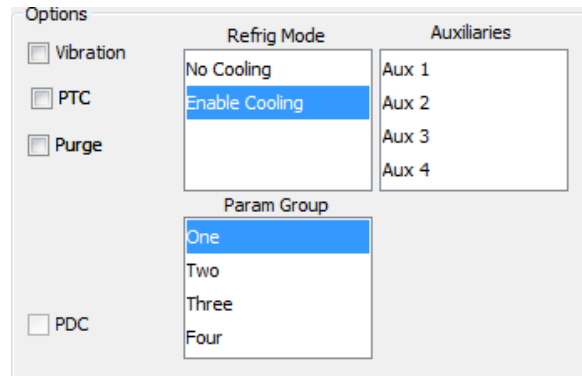 Options
Vibration
PTC
Purge
PDC
Refrig Mode
No Cooling
Enable Cooling
Auxiliaries
Aux 1
Aux 2
Aux 3
Aux 4
Param Group
One
Two
Three
Four